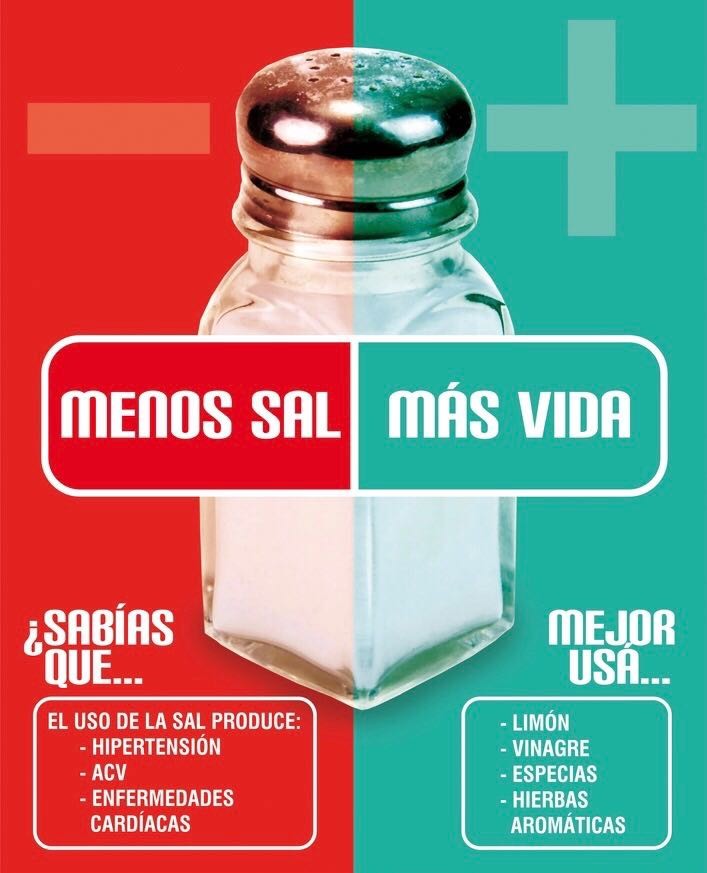 MENOS SAL
MÁS VIDA
¿SABÍAS
QUE...
EL USO DE LA SAL PRODUCE:
- HIPERTENSIÓN
- ACV
- ENFERMEDADES
CARDÍACAS
MEJOR
USÁ...
- LIMÓN
- VINAGRE
- ESPECIAS
- HIERBAS
AROMÁTICAS